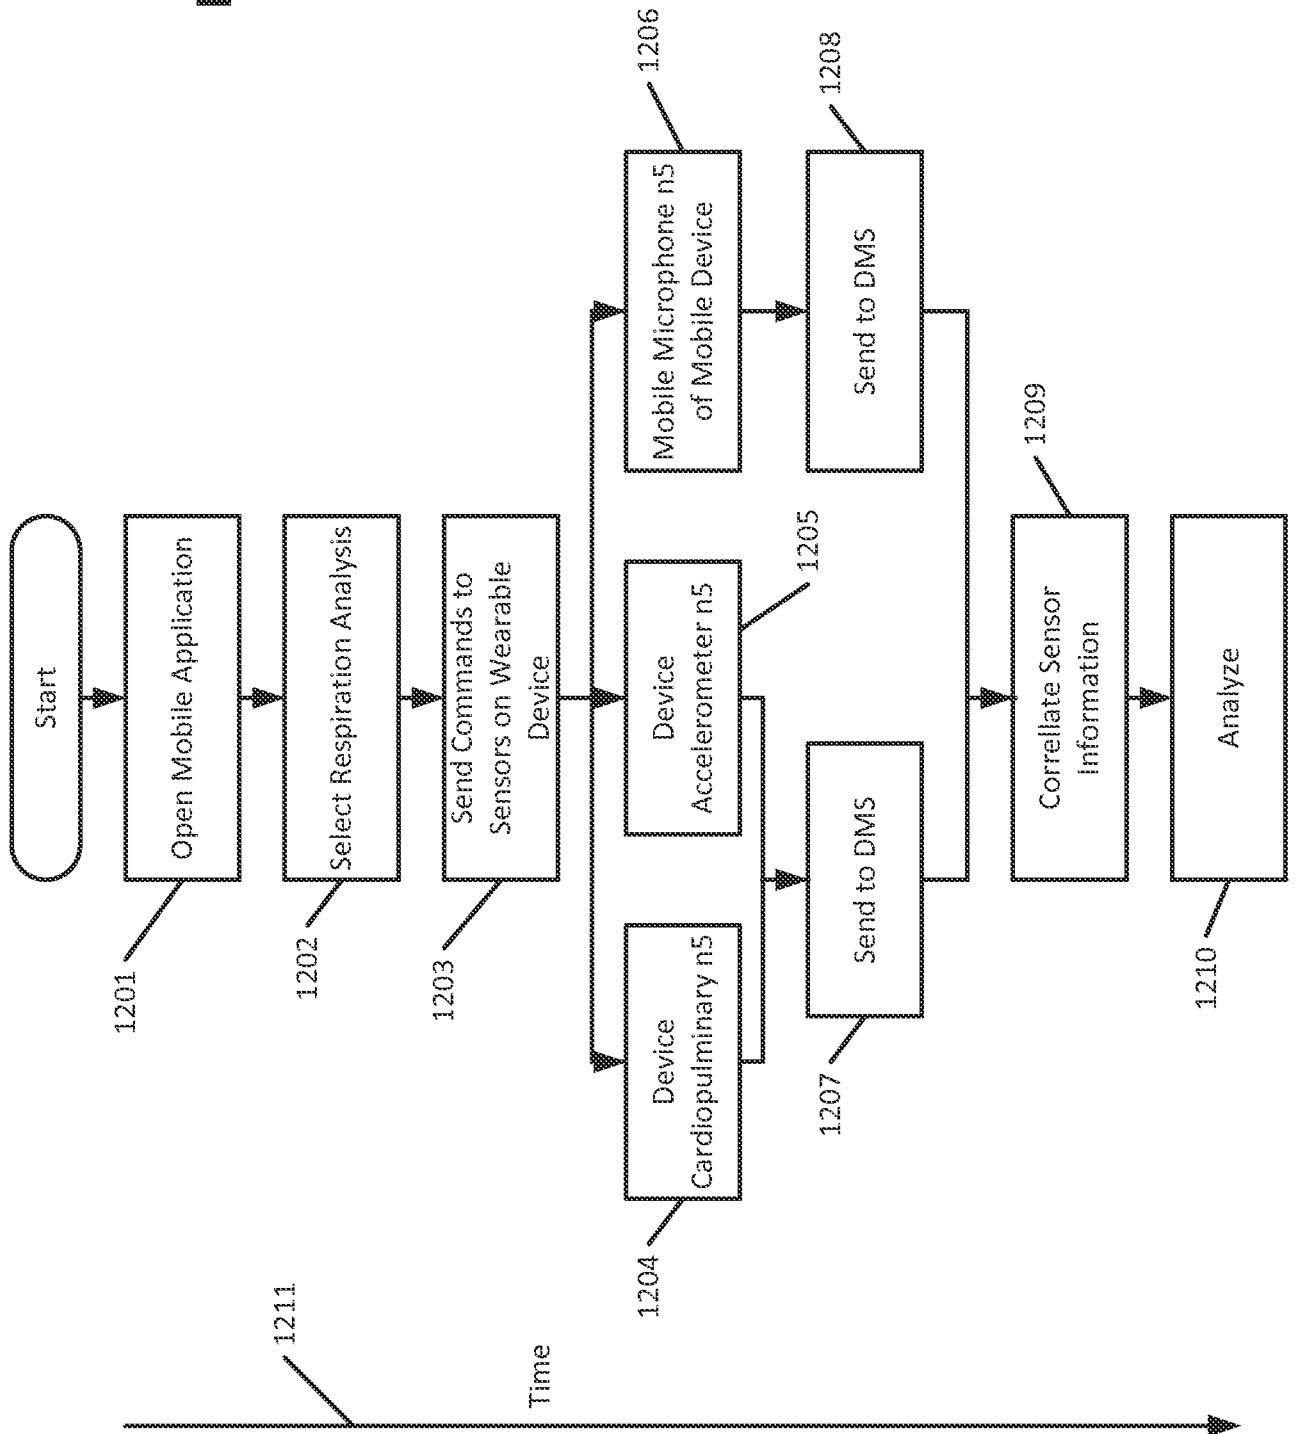 Start
Open Mobile Application
1201
Select Respiration Analysis
1202
Send Commands to
Sensors on Wearable
Device
1203
Device
Cardiopulminary n5
1204
Device
Accelerometer n5
1205
Mobile Microphone n5
of Mobile Device
1206
Send to DMS
1207
Send to DMS
1208
Correllate Sensor
Information
1209
Analyze
1210
Time
1211